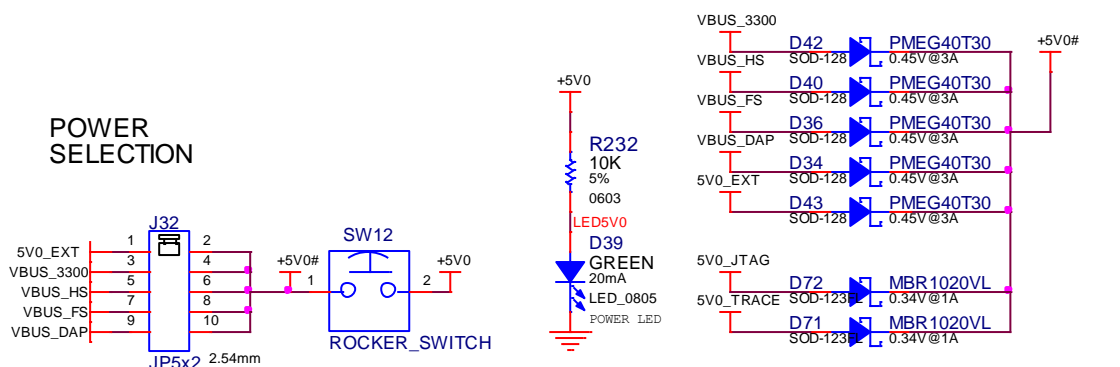 POWER
SELECTION
J32
5V0_EXT 1 2
VBUS_3300 3 4
VBUS_HS 5 6
VBUS_FS 7 8
VBUS_DAP 9 10
JP5x2 2.54mm
+5V0#
SW12
1 2
+5V0
ROCKER_SWITCH
+5V0
R232
10K
5%
0603
LED5V0
D39
GREEN
20mA
LED_0805
POWER LED
VBUS_3300
D42 PMEG40T30
SOD-128 0.45V@3A
VBUS_HS
D40 PMEG40T30
SOD-128 0.45V@3A
VBUS_FS
D36 PMEG40T30
SOD-128 0.45V@3A
VBUS_DAP
D34 PMEG40T30
SOD-128 0.45V@3A
5V0_EXT
D43 PMEG40T30
SOD-128 0.45V@3A
+5V0#
5V0_JTAG
D72 MBR1020VL
SOD-123FL 0.34V@1A
5V0_TRACE
D71 MBR1020VL
SOD-123FL 0.34V@1A